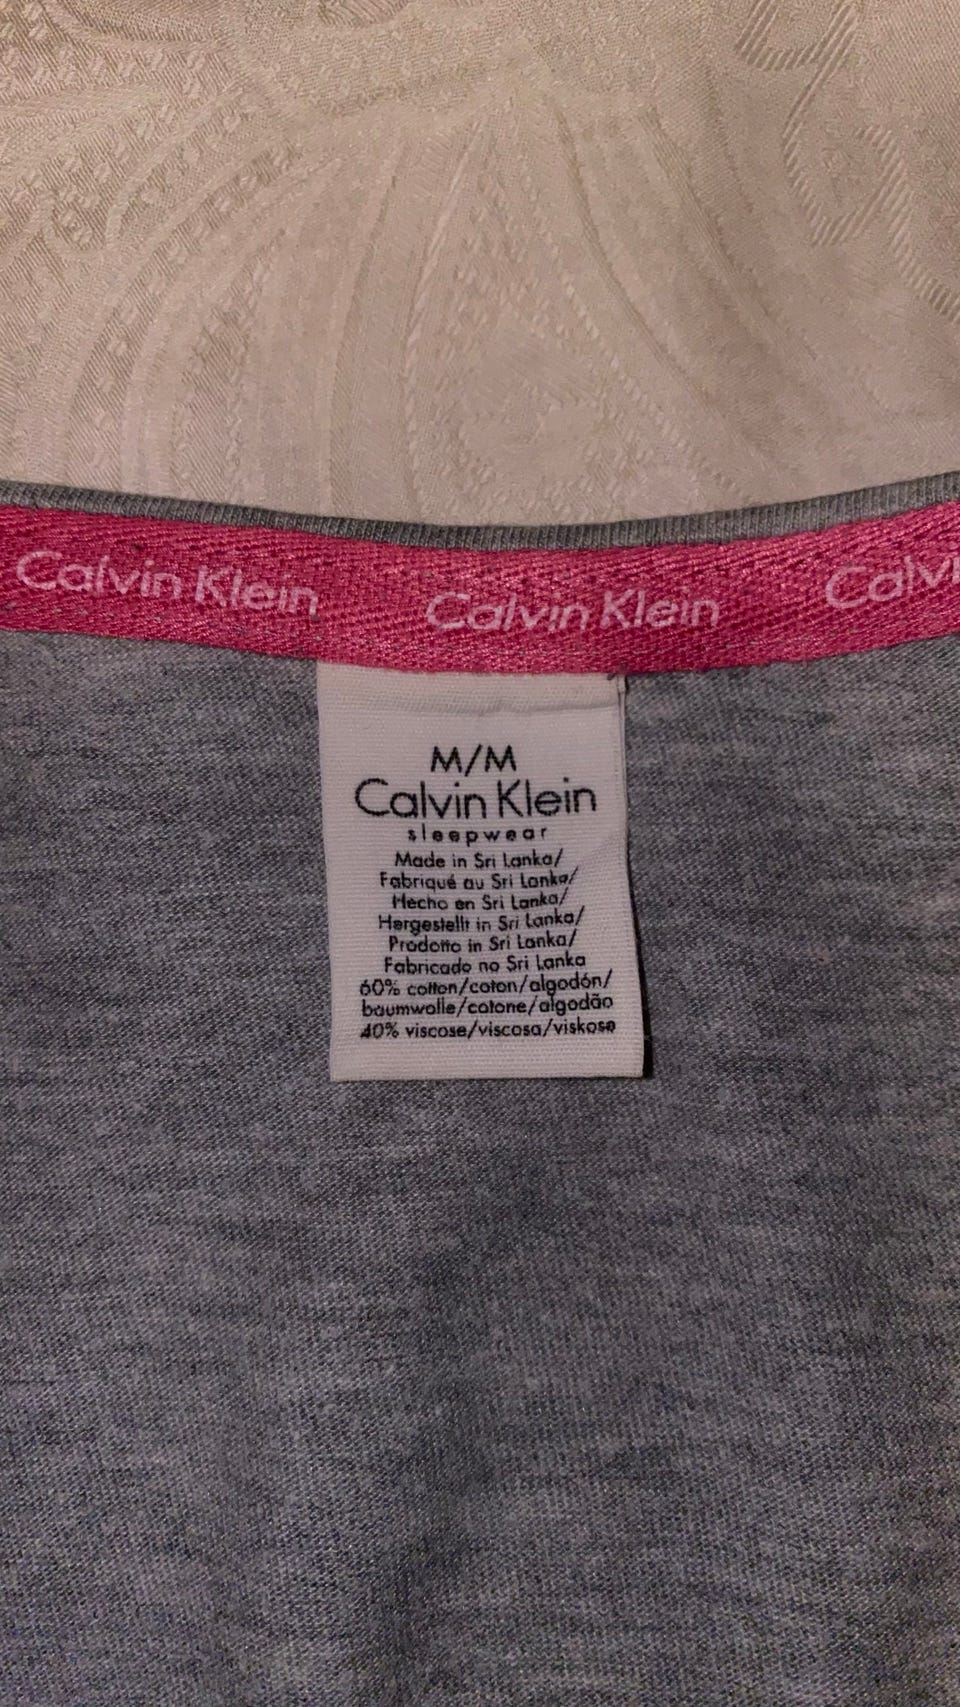 Calvin Klein Calvin Klein Calvi
M/M
Calvin Klein
sleepwear
Made in Sri Lanka/
Fabriqué au Sri Lanka/
Hecho en Sri Lanka/
Hergestellt in Sri Lanka/
Prodotto in Sri Lanka/
Fabricado no Sri Lanka
60% cotton/coton/algodón/
baumwolle/cotone/algodão
40% viscose/viscosa/viskose